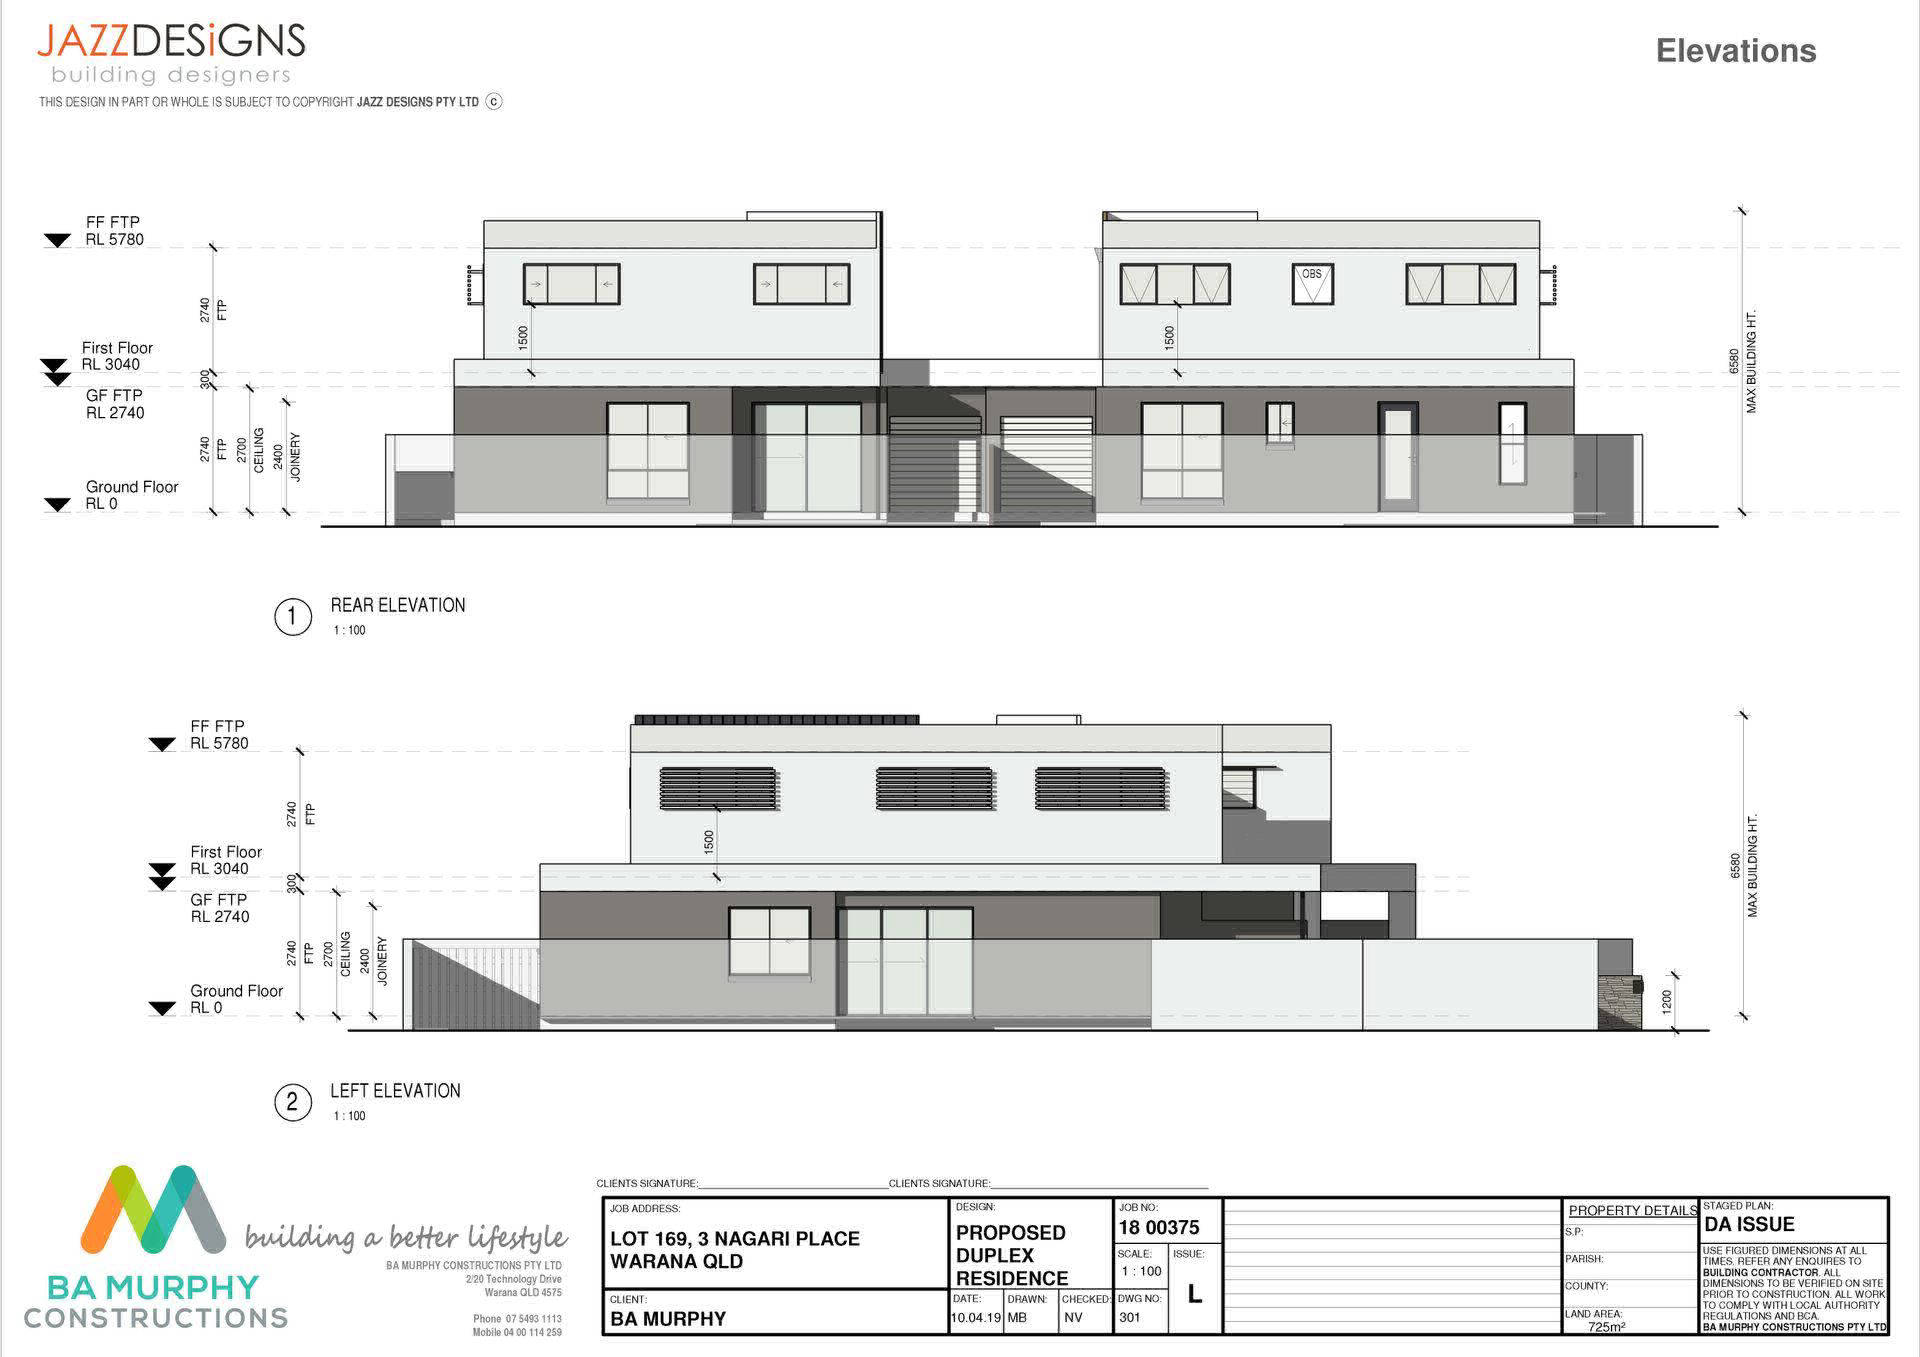 JAZZDESiGNS
building designers
THIS DESIGN IN PART OR WHOLE IS SUBJECT TO COPYRIGHT JAZZ DESIGNS PTY LTD ©
Elevations
FF FTP
RL 5780
First Floor
RL 3040
GF FTP
RL 2740
Ground Floor
RL 0
2740
FTP
300
2740
FTP
2700
CEILING
2400
JOINERY
1500
1500
OBS
6580
MAX BUILDING HT.
1
REAR ELEVATION
1 : 100
FF FTP
RL 5780
First Floor
RL 3040
GF FTP
RL 2740
Ground Floor
RL 0
2740
FTP
300
2740
FTP
2700
CEILING
2400
JOINERY
1500
1200
6580
MAX BUILDING HT.
2
LEFT ELEVATION
1 : 100
BA MURPHY
CONSTRUCTIONS
building a better lifestyle
BA MURPHY CONSTRUCTIONS PTY LTD
2/20 Technology Drive
Warana QLD 4575
Phone 07 5493 1113
Mobile 04 00 114 259
CLIENTS SIGNATURE: CLIENTS SIGNATURE:
JOB ADDRESS:
LOT 169, 3 NAGARI PLACE
WARANA QLD
CLIENT:
BA MURPHY
DESIGN:
PROPOSED
DUPLEX
RESIDENCE
DATE:
10.04.19
DRAWN:
MB
CHECKED:
NV
JOB NO:
18 00375
SCALE:
1 : 100
ISSUE:
L
DWG NO:
301
PROPERTY DETAILS
S.P:
PARISH:
COUNTY:
LAND AREA:
725m²
STAGED PLAN:
DA ISSUE
USE FIGURED DIMENSIONS AT ALL
TIMES. REFER ANY ENQUIRES TO
BUILDING CONTRACTOR. ALL
DIMENSIONS TO BE VERIFIED ON SITE
PRIOR TO CONSTRUCTION. ALL WORK
TO COMPLY WITH LOCAL AUTHORITY
REGULATIONS AND BCA.
BA MURPHY CONSTRUCTIONS PTY LTD